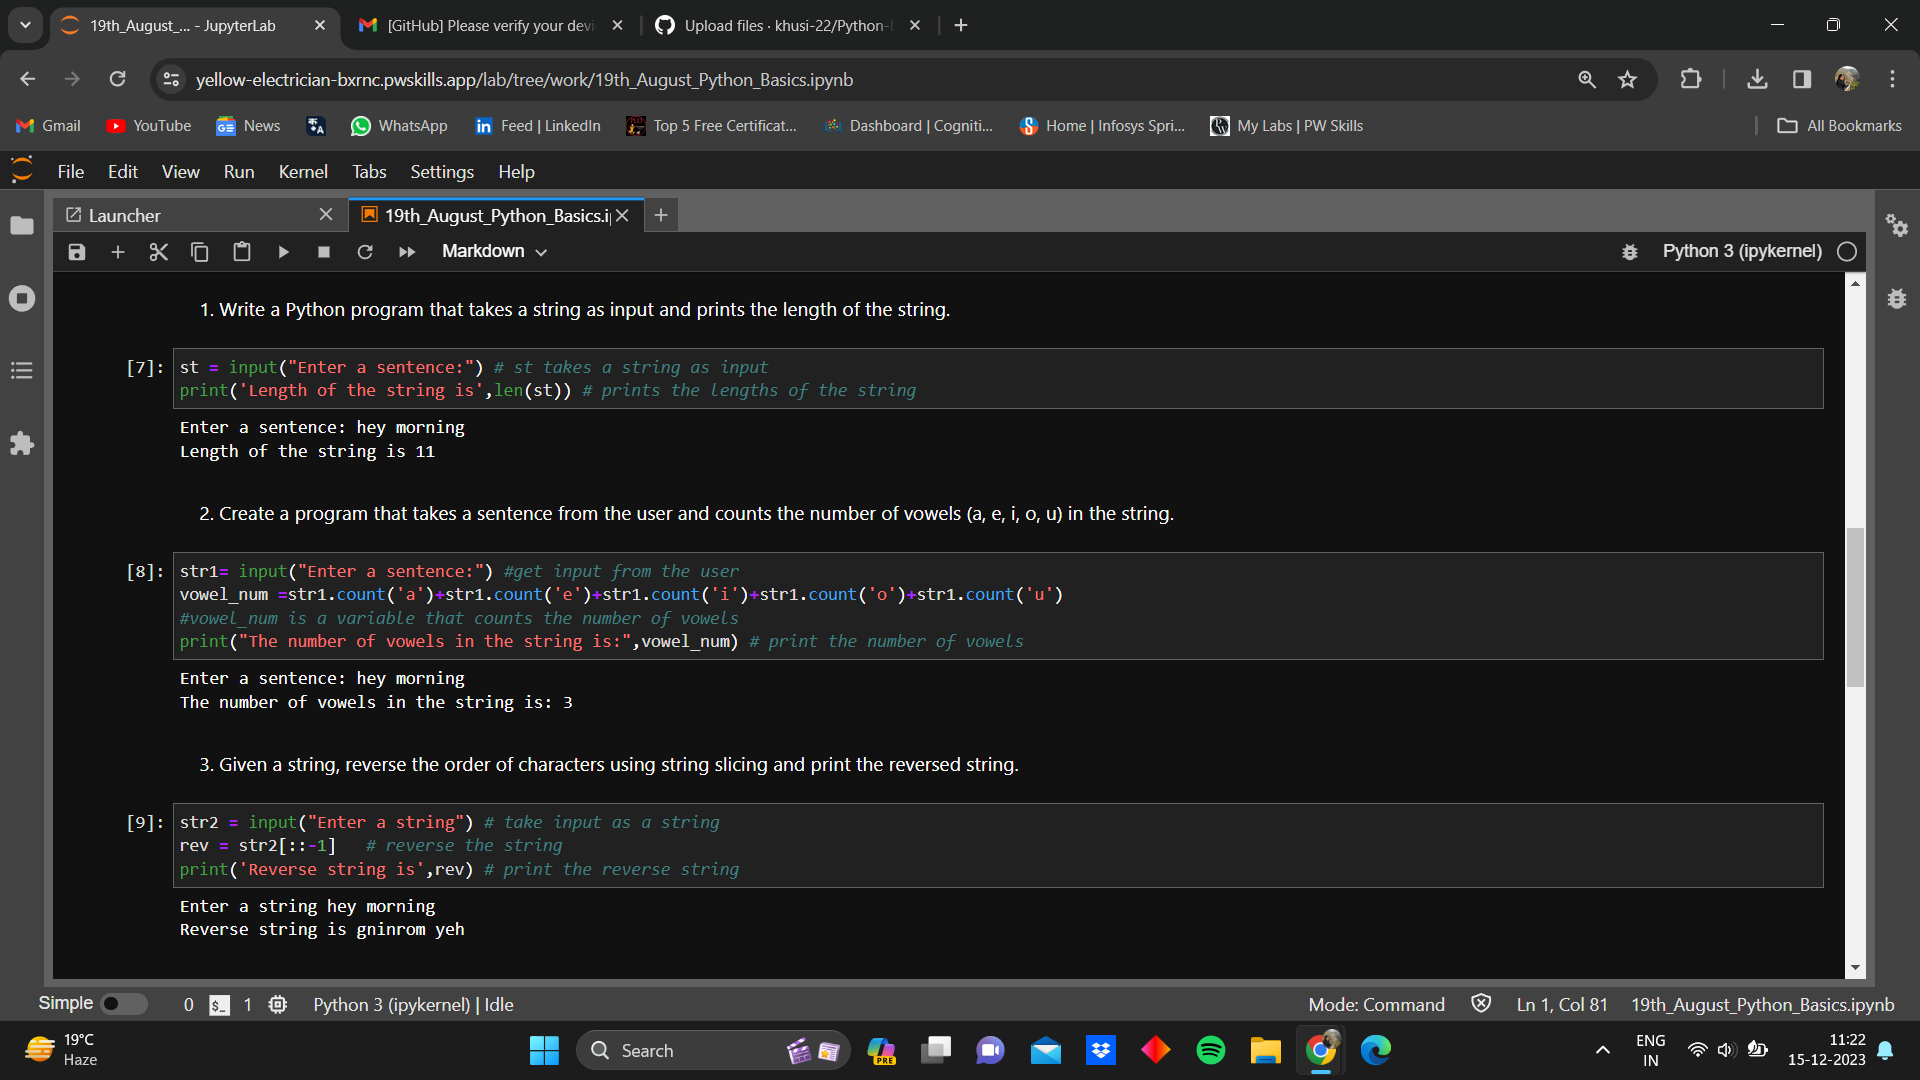 19th_August_... - JupyterLab
[GitHub] Please verify your devi
Upload files · khusi-22/Python-
yellow-electrician-bxrnc.pwskills.app/lab/tree/work/19th_August_Python_Basics.ipynb
Gmail YouTube News WhatsApp Feed | LinkedIn Top 5 Free Certificat... Dashboard | Cogniti... Home | Infosys Spri... My Labs | PW Skills All Bookmarks
File Edit View Run Kernel Tabs Settings Help
Launcher 19th_August_Python_Basics.i
Markdown Python 3 (ipykernel)
1. Write a Python program that takes a string as input and prints the length of the string.
[7]: st = input("Enter a sentence:") # st takes a string as input
print('Length of the string is',len(st)) # prints the lengths of the string
Enter a sentence: hey morning
Length of the string is 11
2. Create a program that takes a sentence from the user and counts the number of vowels (a, e, i, o, u) in the string.
[8]: str1= input("Enter a sentence:") #get input from the user
vowel_num =str1.count('a')+str1.count('e')+str1.count('i')+str1.count('o')+str1.count('u')
#vowel_num is a variable that counts the number of vowels
print("The number of vowels in the string is:",vowel_num) # print the number of vowels
Enter a sentence: hey morning
The number of vowels in the string is: 3
3. Given a string, reverse the order of characters using string slicing and print the reversed string.
[9]: str2 = input("Enter a string") # take input as a string
rev = str2[::-1] # reverse the string
print('Reverse string is',rev) # print the reverse string
Enter a string hey morning
Reverse string is gninrom yeh
Simple 0 $_ 1 Python 3 (ipykernel) | Idle Mode: Command Ln 1, Col 81 19th_August_Python_Basics.ipynb
19°C
Haze
Search
PRE
ENG
IN
11:22
15-12-2023